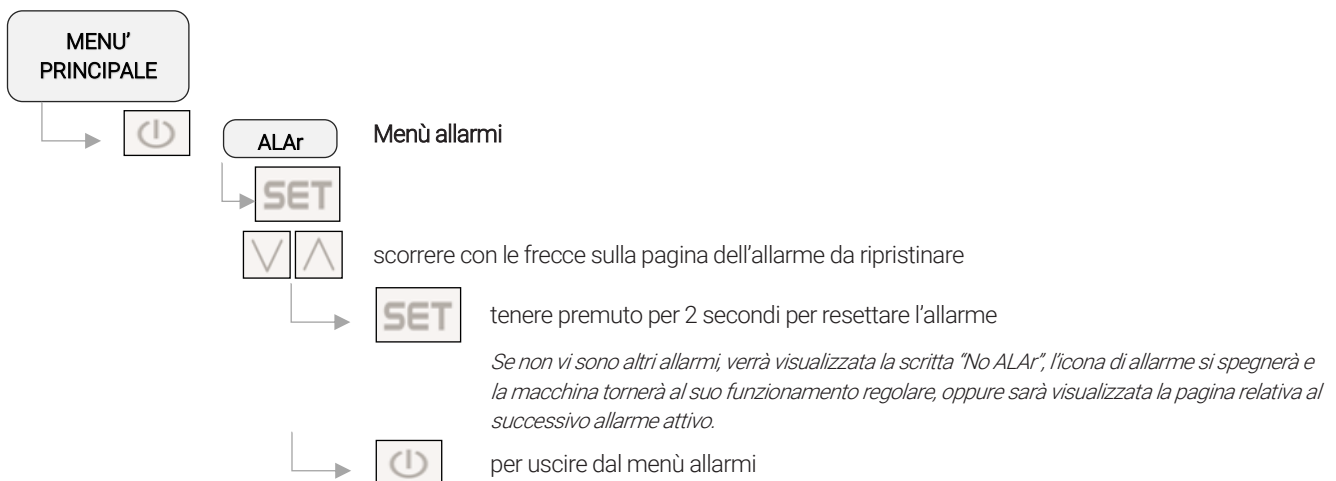 MENU’
PRINCIPALE
ALAr
Menù allarmi
SET
scorrere con le frecce sulla pagina dell’allarme da ripristinare
SET
tenere premuto per 2 secondi per resettare l’allarme
Se non vi sono altri allarmi, verrà visualizzata la scritta “No ALAr”, l’icona di allarme si spegnerà e
la macchina tornerà al suo funzionamento regolare, oppure sarà visualizzata la pagina relativa al
successivo allarme attivo.
per uscire dal menù allarmi